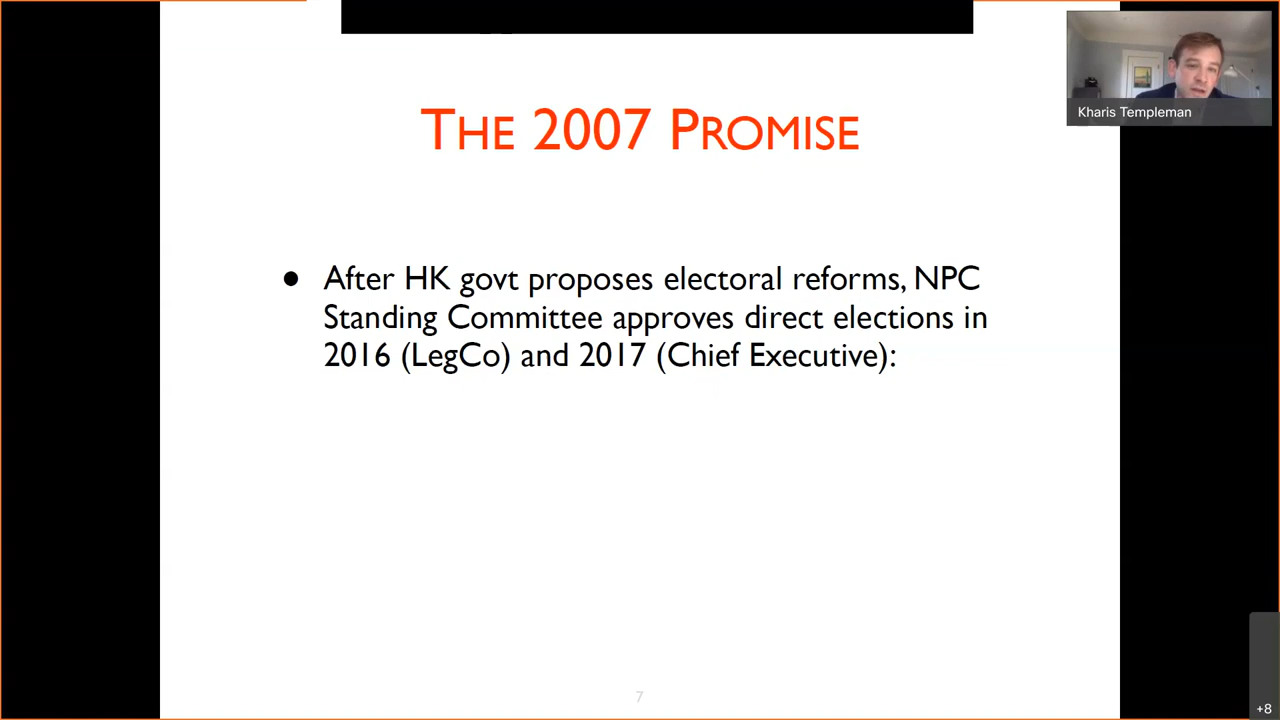 THE 2007 PROMISE
Kharis Templeman
● After HK govt proposes electoral reforms, NPC
Standing Committee approves direct elections in
2016 (LegCo) and 2017 (Chief Executive):
7
+8